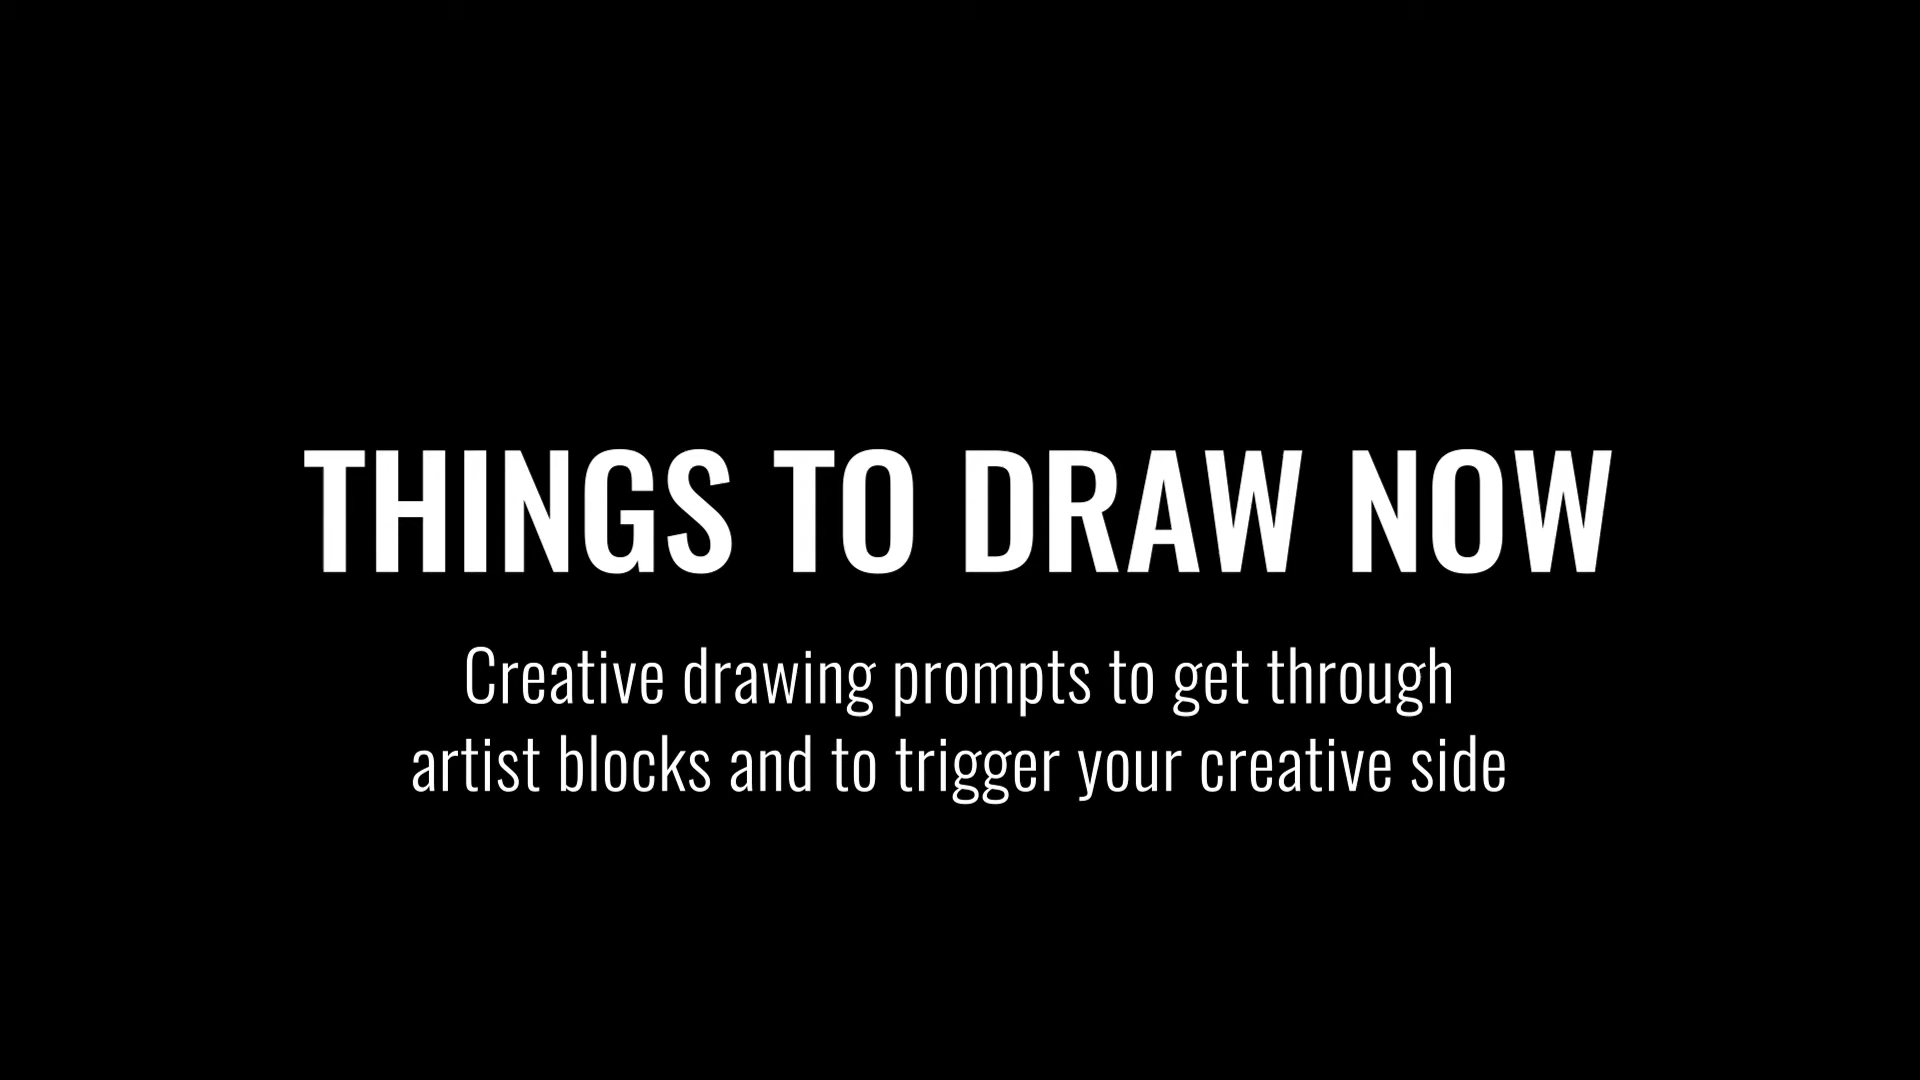 THINGS TO DRAW NOW
Creative drawing prompts to get through
artist blocks and to trigger your creative side